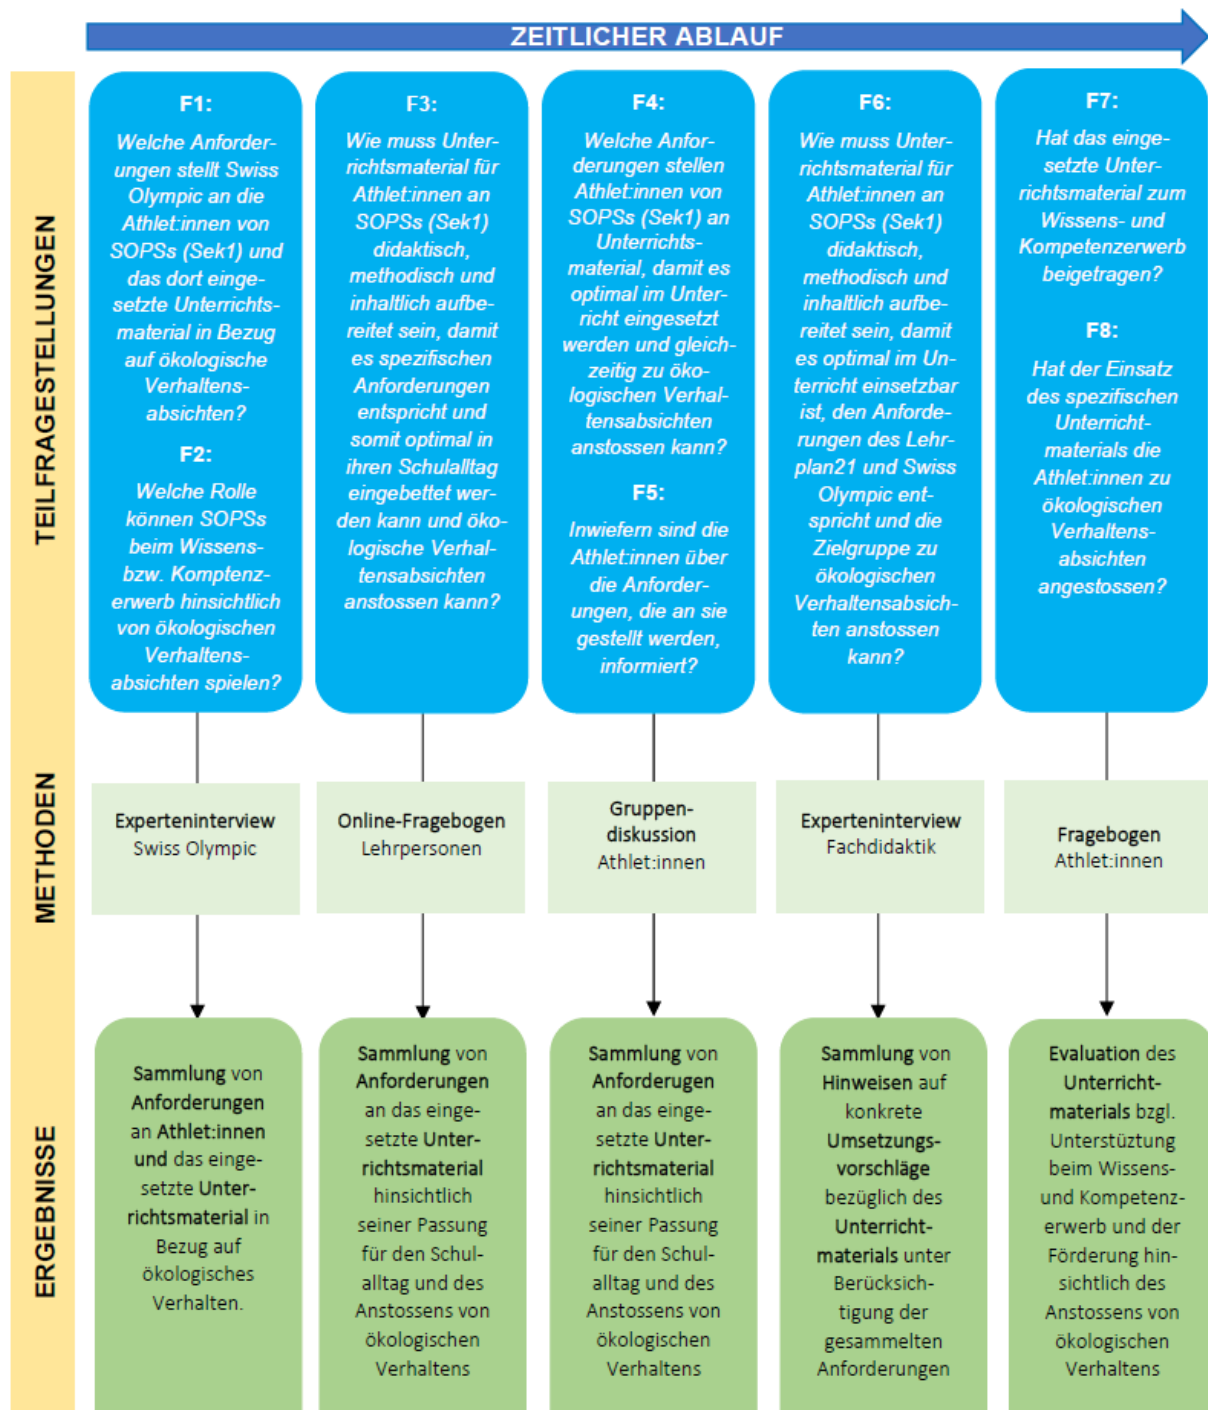 ZEITLICHER ABLAUF
TEILFRAGESTELLUNGEN
F1:
Welche Anforder-
ungen stellt Swiss
Olympic an die
Athlet:innen von
SOPSs (Sek1) und
das dort einge-
setzte Unterrichts-
material in Bezug
auf ökologische
Verhaltens-
absichten?
F2:
Welche Rolle
können SOPSs
beim Wissens-
bzw. Komptenz-
erwerb hinsichtlich
von ökologischen
Verhaltens-
absichten spielen?
F3:
Wie muss Unter-
richtsmaterial für
Athlet:innen an
SOPSs (Sek1)
didaktisch,
methodisch und
inhaltlich aufbe-
reitet sein, damit
es spezifischen
Anforderungen
entspricht und
somit optimal in
ihren Schulalltag
eingebettet wer-
den kann und öko-
logische Verhal-
tensabsichten
anstossen kann?
F4:
Welche Anfor-
derungen stellen
Athlet:innen von
SOPSs (Sek1) an
Unterrichts-
material, damit es
optimal im Unter-
richt eingesetzt
werden und gleich-
zeitig zu öko-
logischen Verhal-
tensabsichten
anstossen kann?
F5:
Inwiefern sind die
Athlet:innen über
die Anforder-
ungen, die an sie
gestellt werden,
informiert?
F6:
Wie muss Unter-
richtsmaterial für
Athlet:innen an
SOPSs (Sek1)
didaktisch,
methodisch und
inhaltlich aufbe-
reitet sein, damit
es optimal im Un-
terricht einsetzbar
ist, den Anforde-
rungen des Lehr-
plan21 und Swiss
Olympic ent-
spricht und die
Zielgruppe zu
ökologischen
Verhaltensabsich-
ten anstossen
kann?
F7:
Hat das einge-
setzte Unter-
richtsmaterial zum
Wissens- und
Kompetenzerwerb
beigetragen?
F8:
Hat der Einsatz
des spezifischen
Unterricht-
materials die
Athlet:innen zu
ökologischen
Verhaltens-
absichten
angestossen?
METHODEN
Experteninterview
Swiss Olympic
Online-Fragebogen
Lehrpersonen
Gruppen-
diskussion
Athlet:innen
Experteninterview
Fachdidaktik
Fragebogen
Athlet:innen
ERGEBNISSE
Sammlung von
Anforderungen
an Athlet:innen
und das einge-
setzte Unter-
richtsmaterial in
Bezug auf
ökologisches
Verhalten.
Sammlung von
Anforderungen
an das einge-
setzte Unter-
richtsmaterial
hinsichtlich
seiner Passung
für den Schul-
alltag und des
Anstossens von
ökologischen
Verhaltens
Sammlung von
Anforderugen
an das einge-
setzte Unter-
richtsmaterial
hinsichtlich
seiner Passung
für den Schul-
alltag und des
Anstossens von
ökologischen
Verhaltens
Sammlung von
Hinweisen auf
konkrete
Umsetzungs-
vorschläge
bezüglich des
Unterricht-
materials unter
Berücksich-
tigung der
gesammelten
Anforderungen
Evaluation des
Unterricht-
materials bzgl.
Unterstüztung
beim Wissens-
und Kompetenz-
erwerb und der
Förderung hin-
sichtlich des
Anstossens von
ökologischen
Verhaltens